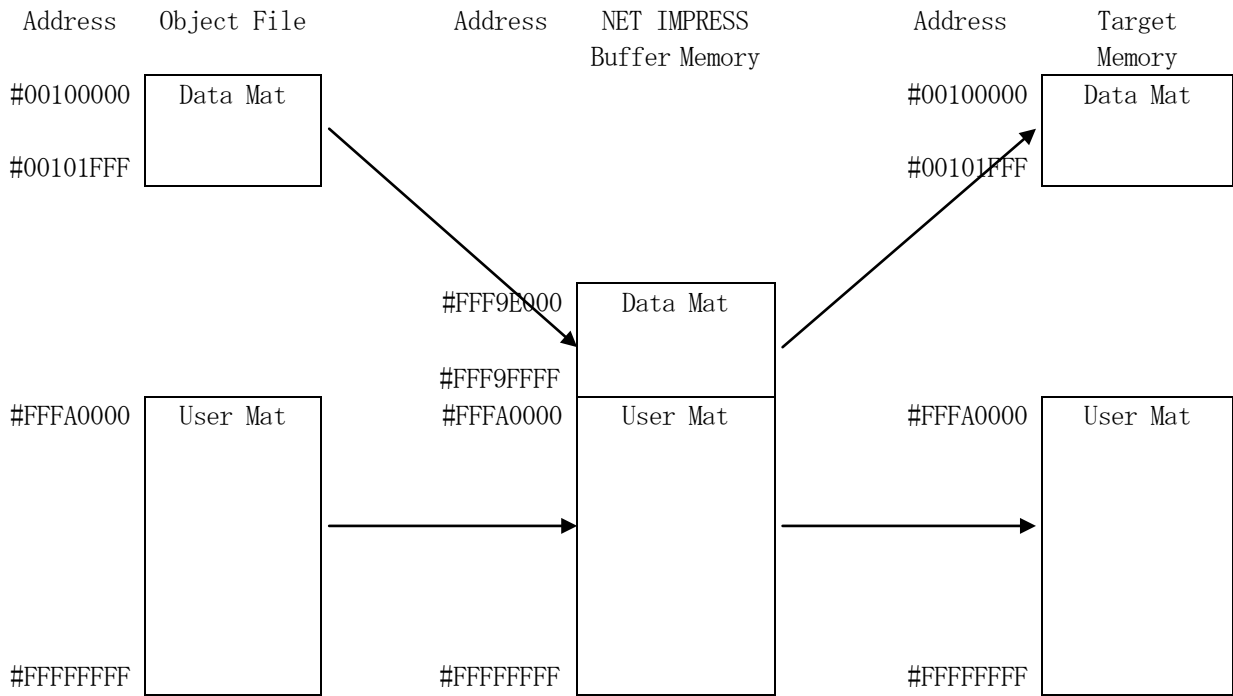 Address Object File Address NET IMPRESS Address Target
Buffer Memory Memory
#00100000 Data Mat #00100000 Data Mat
#00101FFF #00101FFF
#FFF9E000 Data Mat
#FFF9FFFF
#FFFA0000 User Mat #FFFA0000 User Mat #FFFA0000 User Mat
#FFFFFFFF #FFFFFFFF #FFFFFFFF